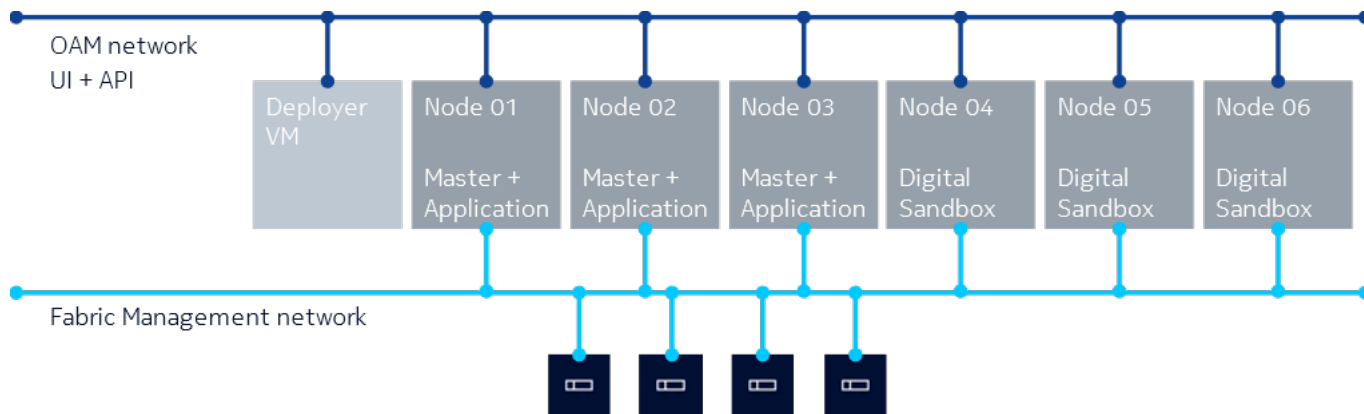 OAM network
UI + API
Deployer
VM
Node 01
Master +
Application
Node 02
Master +
Application
Node 03
Master +
Application
Node 04
Digital
Sandbox
Node 05
Digital
Sandbox
Node 06
Digital
Sandbox
Fabric Management network